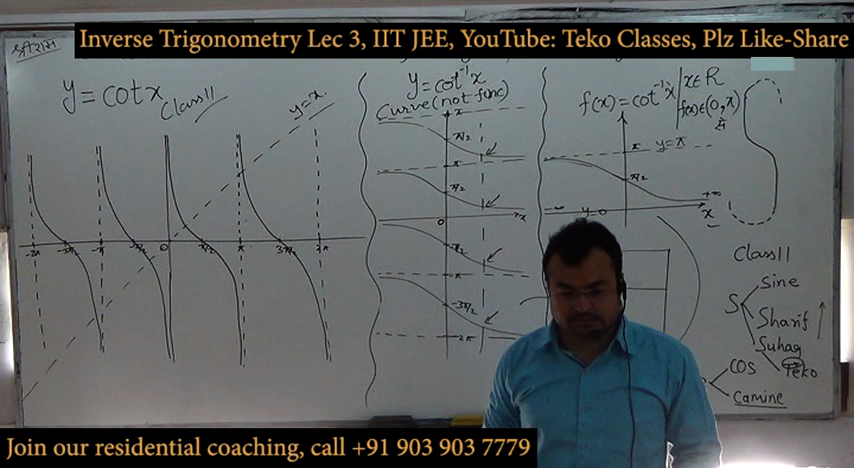 Inverse Trigonometry Lec 3, IIT JEE, YouTube: Teko Classes, Plz Like-Share
श्रीराम
y = cotx
Class 11
y=x
-2π -3π/2 -π -π/2 0 π/2 π 3π/2 2π
y = cot⁻¹x
Curve (not func)
π
π/2
π
π/2
0
x
-π/2
-π
-3π/2
-2π
f(x) = cot⁻¹x
x∈R
f(x)∈(0,π)
π
y=π
π/2
-∞
y=0
+∞
x
Class 11
S
Sine
Sharif
Suhag
Teko
COS
Camine
Join our residential coaching, call +91 903 903 7779